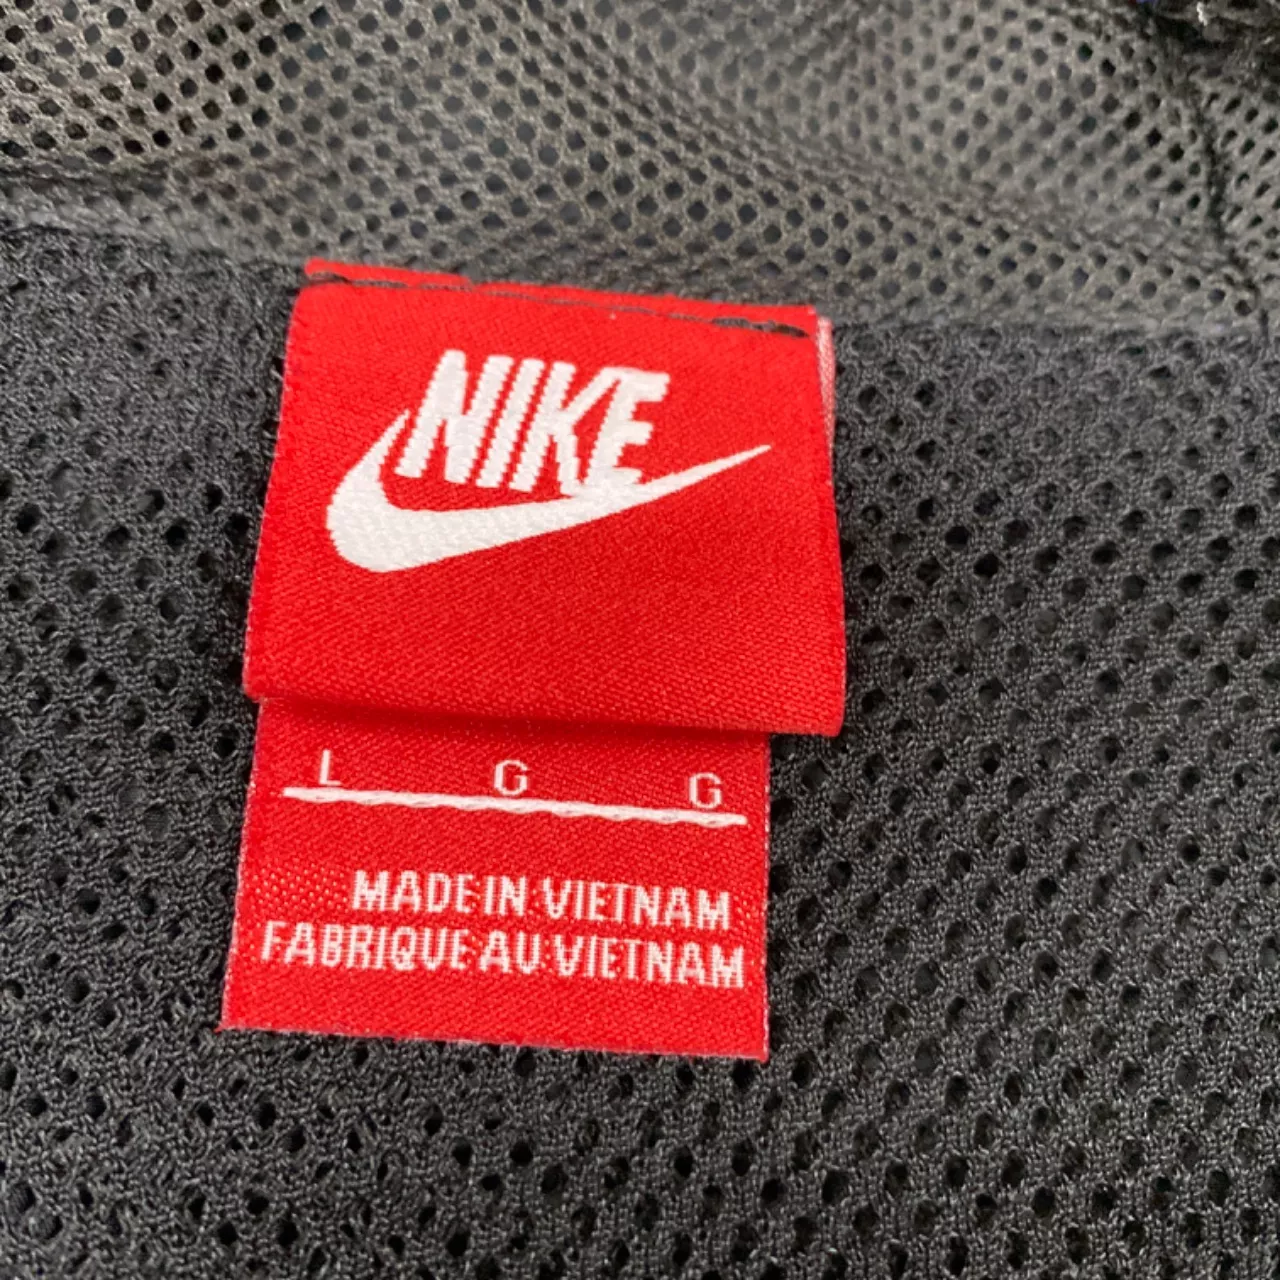 NIKE
L G G
MADE IN VIETNAM
FABRIQUE AU VIETNAM